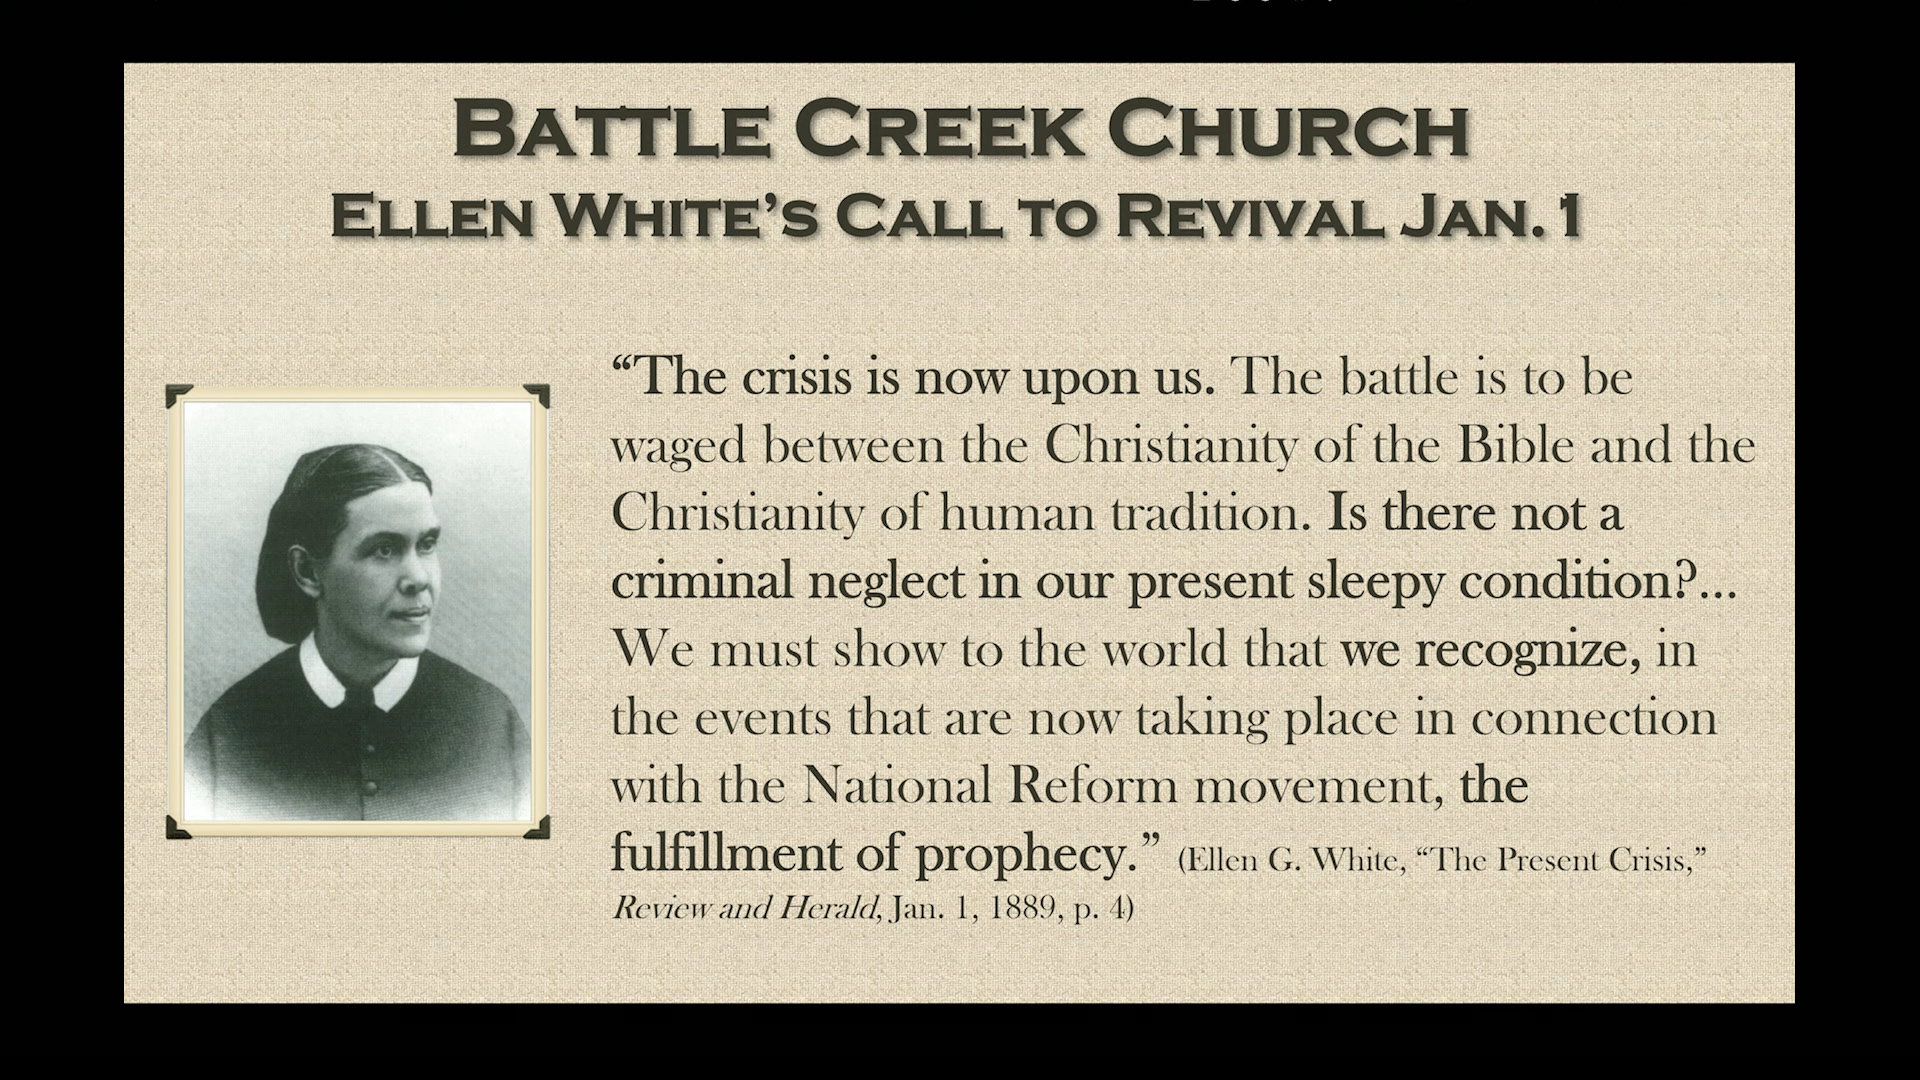 Battle Creek Church
Ellen White’s Call to Revival Jan. 1
“The crisis is now upon us. The battle is to be
waged between the Christianity of the Bible and the
Christianity of human tradition. Is there not a
criminal neglect in our present sleepy condition?...
We must show to the world that we recognize, in
the events that are now taking place in connection
with the National Reform movement, the
fulfillment of prophecy.” (Ellen G. White, “The Present Crisis,”
Review and Herald, Jan. 1, 1889, p. 4)